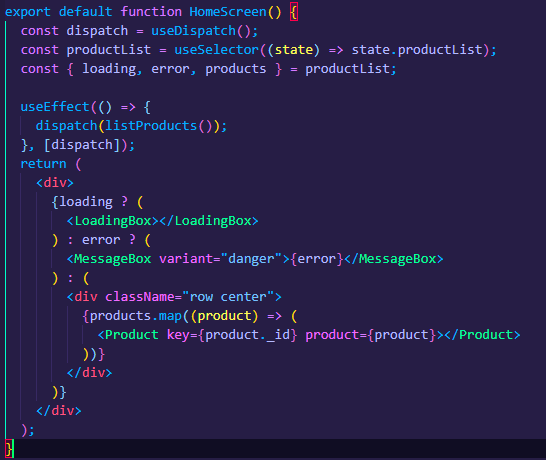 export default function HomeScreen() {
  const dispatch = useDispatch();
  const productList = useSelector((state) => state.productList);
  const { loading, error, products } = productList;

  useEffect(() => {
    dispatch(listProducts());
  }, [dispatch]);
  return (
    <div>
      {loading ? (
        <LoadingBox></LoadingBox>
      ) : error ? (
        <MessageBox variant="danger">{error}</MessageBox>
      ) : (
        <div className="row center">
          {products.map((product) => (
            <Product key={product._id} product={product}></Product>
          ))}
        </div>
      )}
    </div>
  );
}